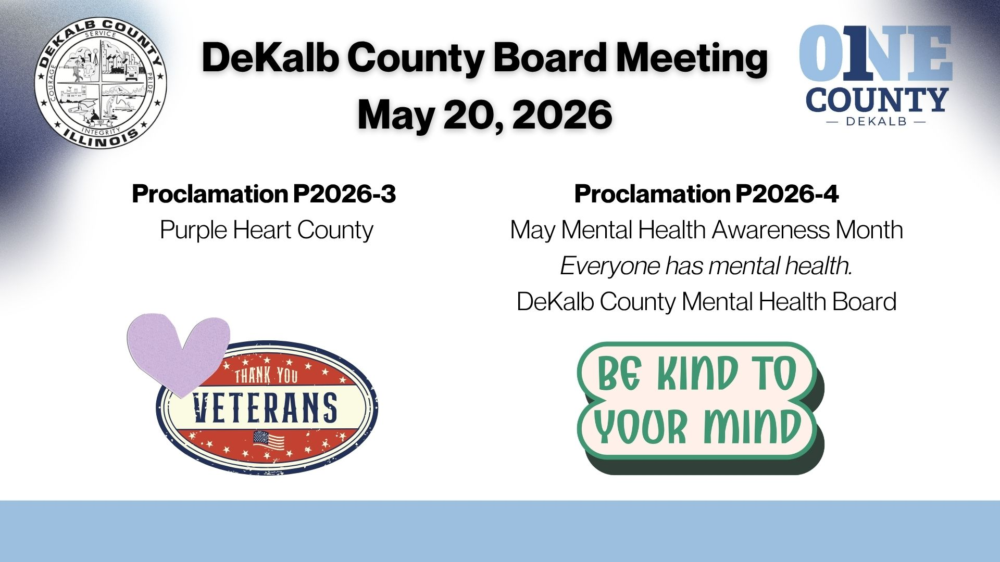 DEKALB COUNTY
SERVICE
COURAGE
PRIDE
1837
INTEGRITY
ILLINOIS
DeKalb County Board Meeting
May 20, 2026
ONE
COUNTY
— DEKALB —
Proclamation P2026-3
Purple Heart County
Proclamation P2026-4
May Mental Health Awareness Month
Everyone has mental health.
DeKalb County Mental Health Board
THANK YOU
VETERANS
BE KIND TO
YOUR MIND